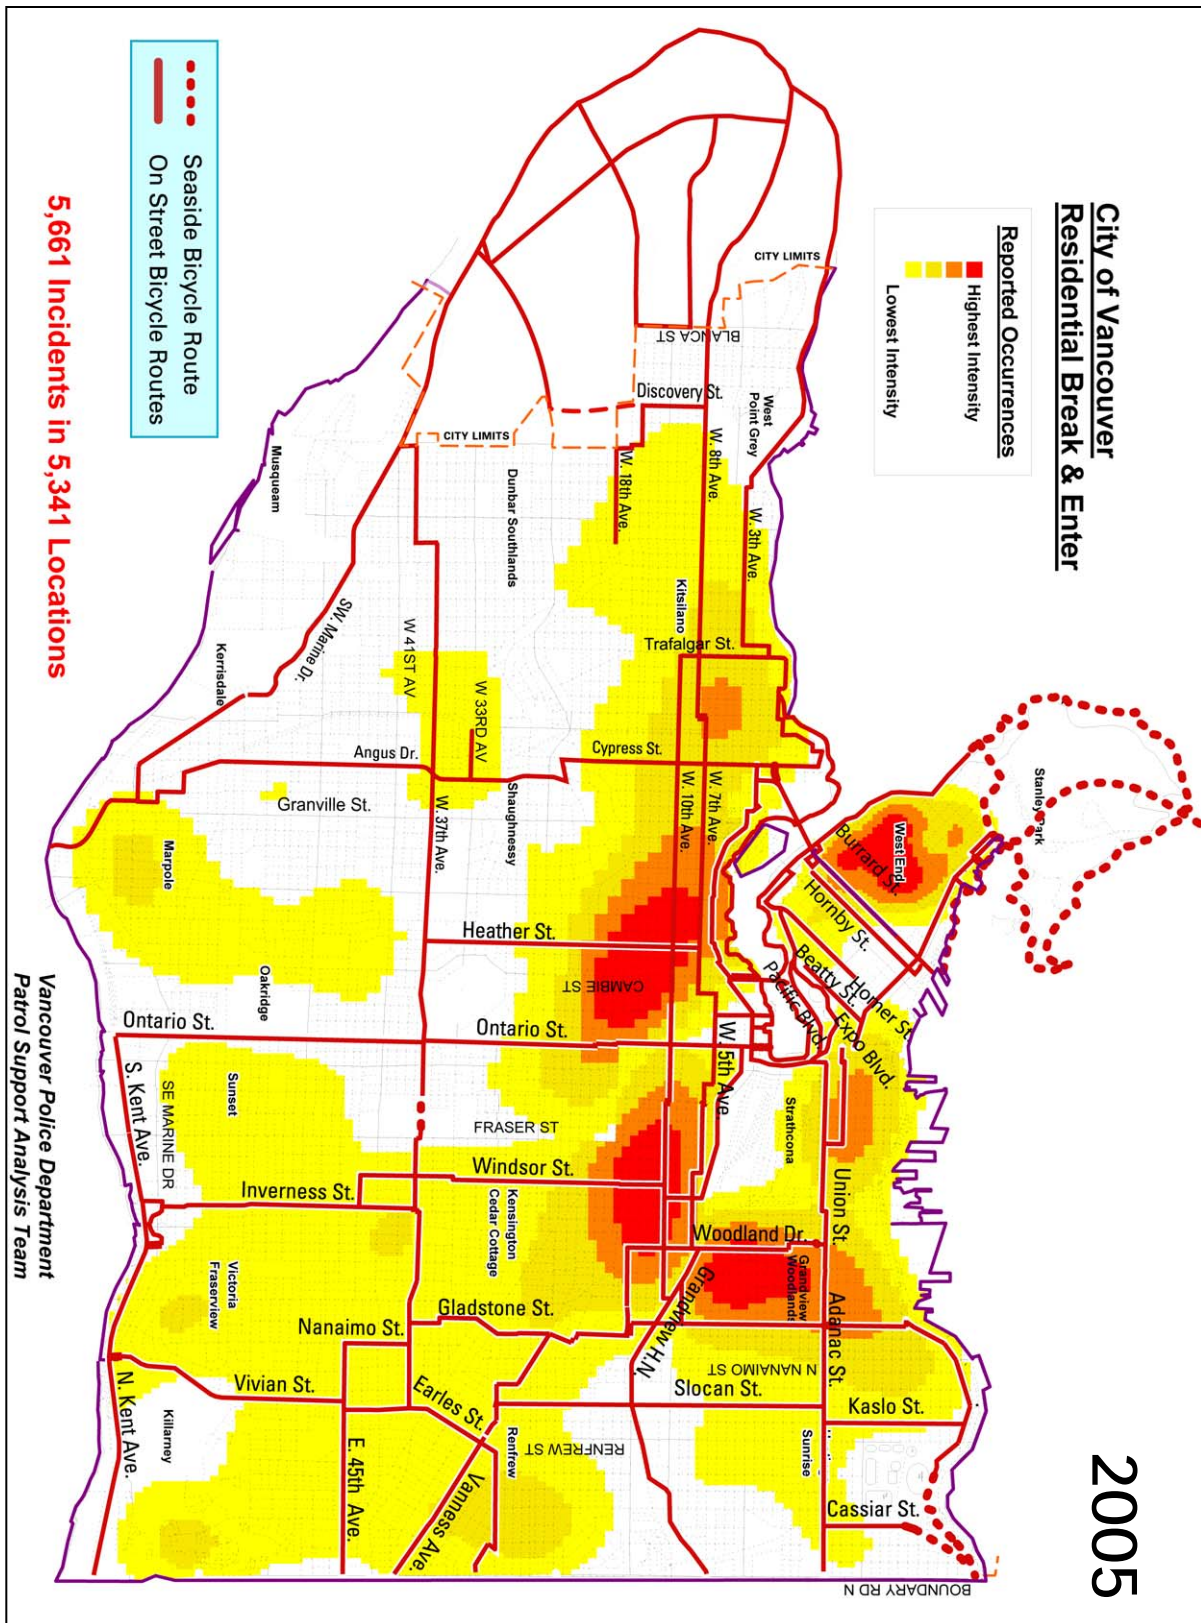 City of Vancouver
Residential Break & Enter
2005
Reported Occurrences
Highest Intensity
Lowest Intensity
Stanley Park
West End
Burrard St.
Hornby St.
Homer St.
Beatty St.
Expo Blvd.
Pacific Blvd.
CITY LIMITS
BLANCA ST
West
Point Grey
Discovery St.
W. 8th Ave.
W. 3th Ave.
W. 18th Ave.
Kitsilano
Trafalgar St.
Cypress St.
W. 7th Ave.
W. 10th Ave.
W. 5th Ave.
Strathcona
Union St.
Adanac St.
Woodland Dr.
Grandview
Woodlands
Grandview H.N.
N NANAIMO ST
Slocan St.
Kaslo St.
Sunrise
Cassiar St.
BOUNDARY RD N
CITY LIMITS
Dunbar Southlands
W 33RD AV
W 41ST AV
Shaughnessy
W. 37th Ave.
Heather St.
CAMBIE ST
Ontario St.
FRASER ST
Windsor St.
Kensington
Cedar Cottage
Gladstone St.
Earles St.
Renfrew
RENFREW ST
Vanness Ave.
Musqueam
SW. Marine Dr.
Kerrisdale
Angus Dr.
Granville St.
Marpole
Oakridge
Ontario St.
Sunset
S. Kent Ave.
SE MARINE DR
Inverness St.
Victoria
Fraserview
Nanaimo St.
Vivian St.
Killarney
N. Kent Ave.
E. 45th Ave.
Seaside Bicycle Route
On Street Bicycle Routes
5,661 Incidents in 5,341 Locations
Vancouver Police Department
Patrol Support Analysis Team